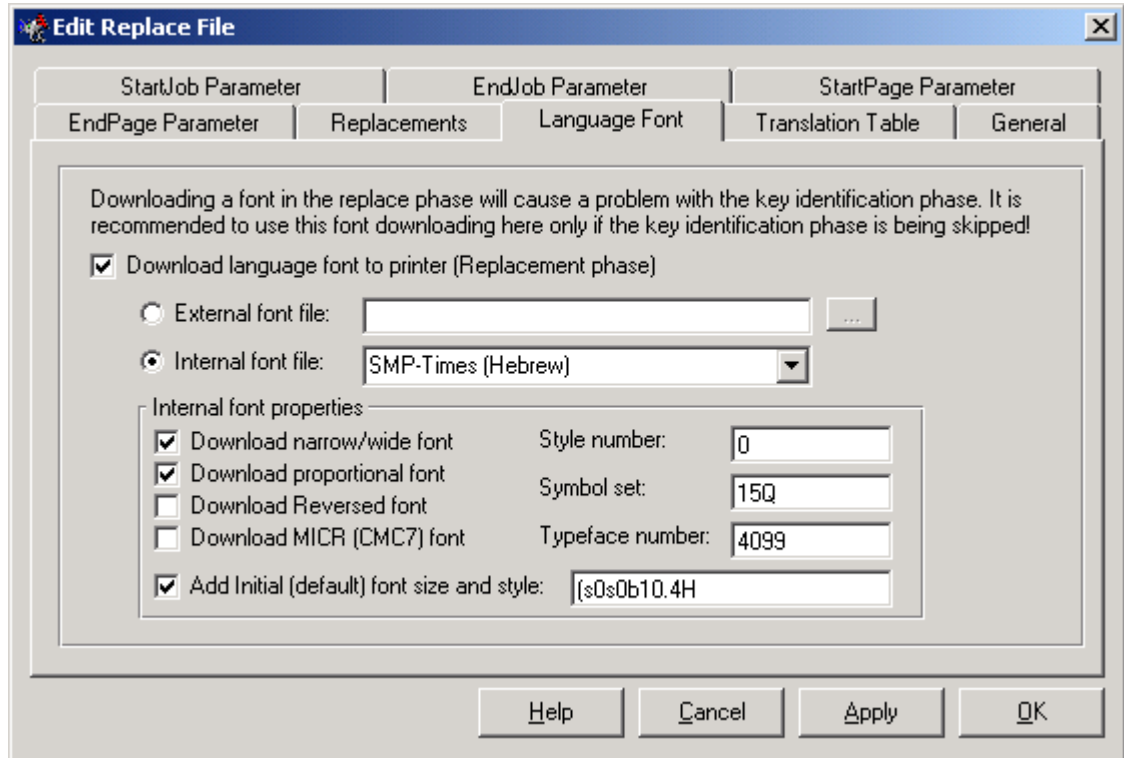 Edit Replace File
StartJob Parameter
EndJob Parameter
StartPage Parameter
EndPage Parameter
Replacements
Language Font
Translation Table
General
Downloading a font in the replace phase will cause a problem with the key identification phase. It is
recommended to use this font downloading here only if the key identification phase is being skipped!
Download language font to printer (Replacement phase)
External font file:
...
Internal font file:
SMP-Times (Hebrew)
Internal font properties
Download narrow/wide font
Style number:
0
Download proportional font
Download Reversed font
Symbol set:
15Q
Download MICR (CMC7) font
Typeface number:
4099
Add Initial (default) font size and style:
(s0s0b10.4H
Help
Cancel
Apply
OK